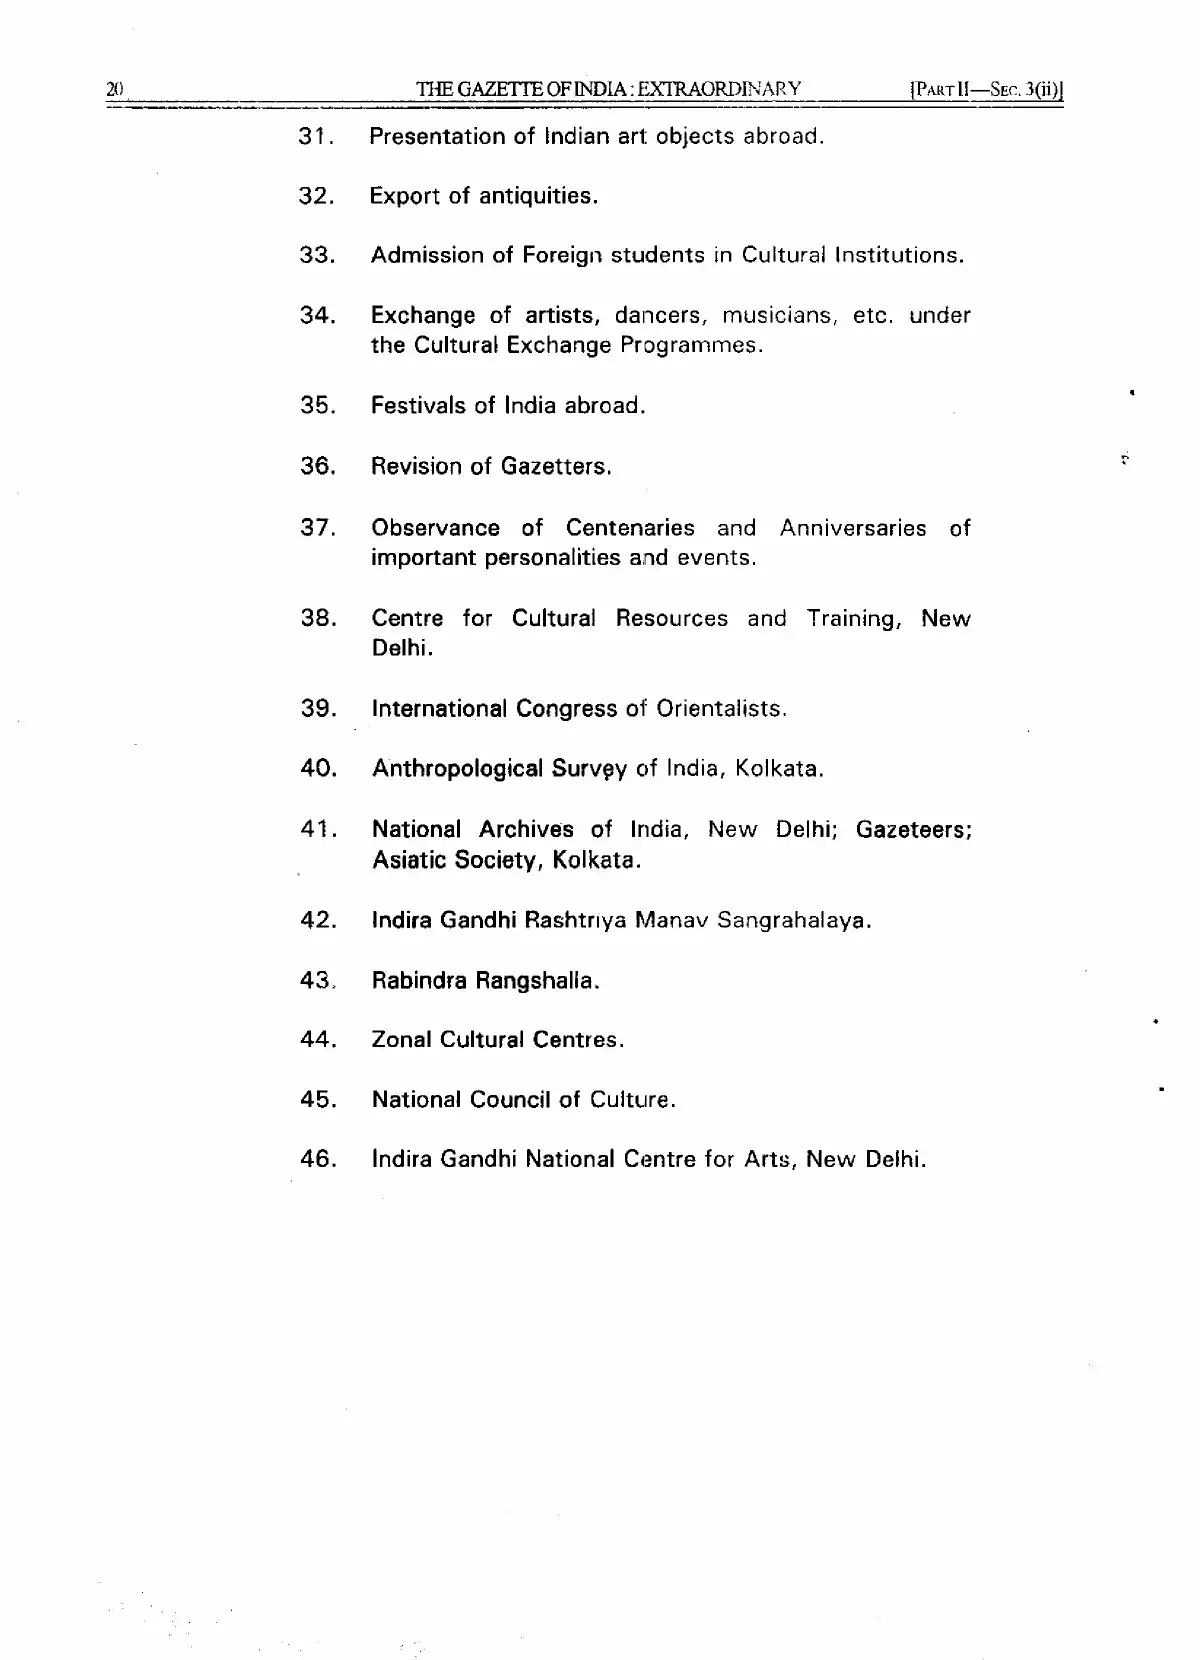 20 THE GAZETTE OF INDIA : EXTRAORDINARY [PART II—SEC. 3(ii)]
31. Presentation of Indian art objects abroad.
32. Export of antiquities.
33. Admission of Foreign students in Cultural Institutions.
34. Exchange of artists, dancers, musicians, etc. under
the Cultural Exchange Programmes.
35. Festivals of India abroad.
36. Revision of Gazetters.
37. Observance of Centenaries and Anniversaries of
important personalities and events.
38. Centre for Cultural Resources and Training, New
Delhi.
39. International Congress of Orientalists.
40. Anthropological Survey of India, Kolkata.
41. National Archives of India, New Delhi; Gazeteers;
Asiatic Society, Kolkata.
42. Indira Gandhi Rashtriya Manav Sangrahalaya.
43. Rabindra Rangshalla.
44. Zonal Cultural Centres.
45. National Council of Culture.
46. Indira Gandhi National Centre for Arts, New Delhi.